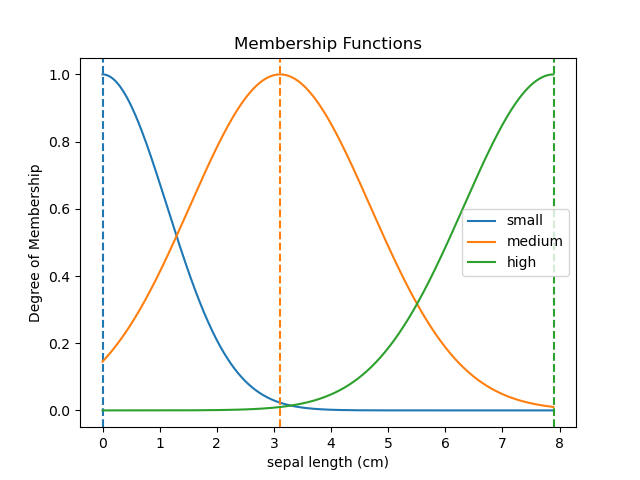 Membership Functions
Degree of Membership
1.0
0.8
0.6
0.4
0.2
0.0
small
medium
high
0 1 2 3 4 5 6 7 8
sepal length (cm)